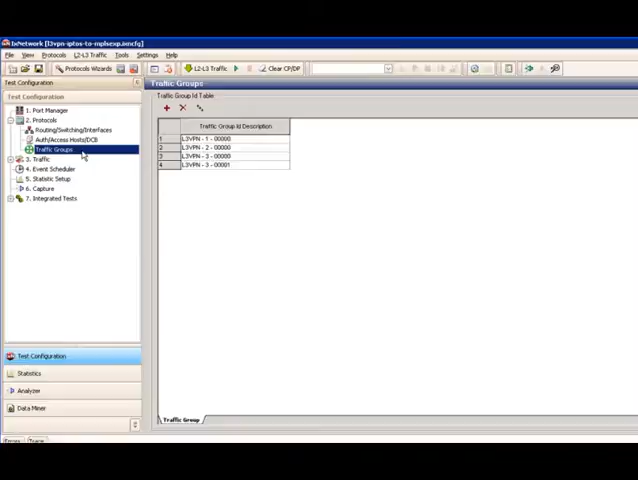 IxNetwork [l3vpn-iptos-to-mplsexp.ixncfg]
File View Protocols L2-L3 Traffic Tools Settings Help
Protocols Wizards L2-L3 Traffic Clear CP/DP
Test Configuration
Traffic Groups
Test Configuration
Traffic Group Id Table
1. Port Manager
2. Protocols
Routing/Switching/Interfaces
Auth/Access Hosts/DCB
Traffic Groups
3. Traffic
4. Event Scheduler
5. Statistic Setup
6. Capture
7. Integrated Tests
Traffic Group Id Description
1 L3VPN - 1 - 00000
2 L3VPN - 2 - 00000
3 L3VPN - 3 - 00000
4 L3VPN - 3 - 00001
Test Configuration
Statistics
Analyzer
Data Miner
Traffic Group
Errors Trace